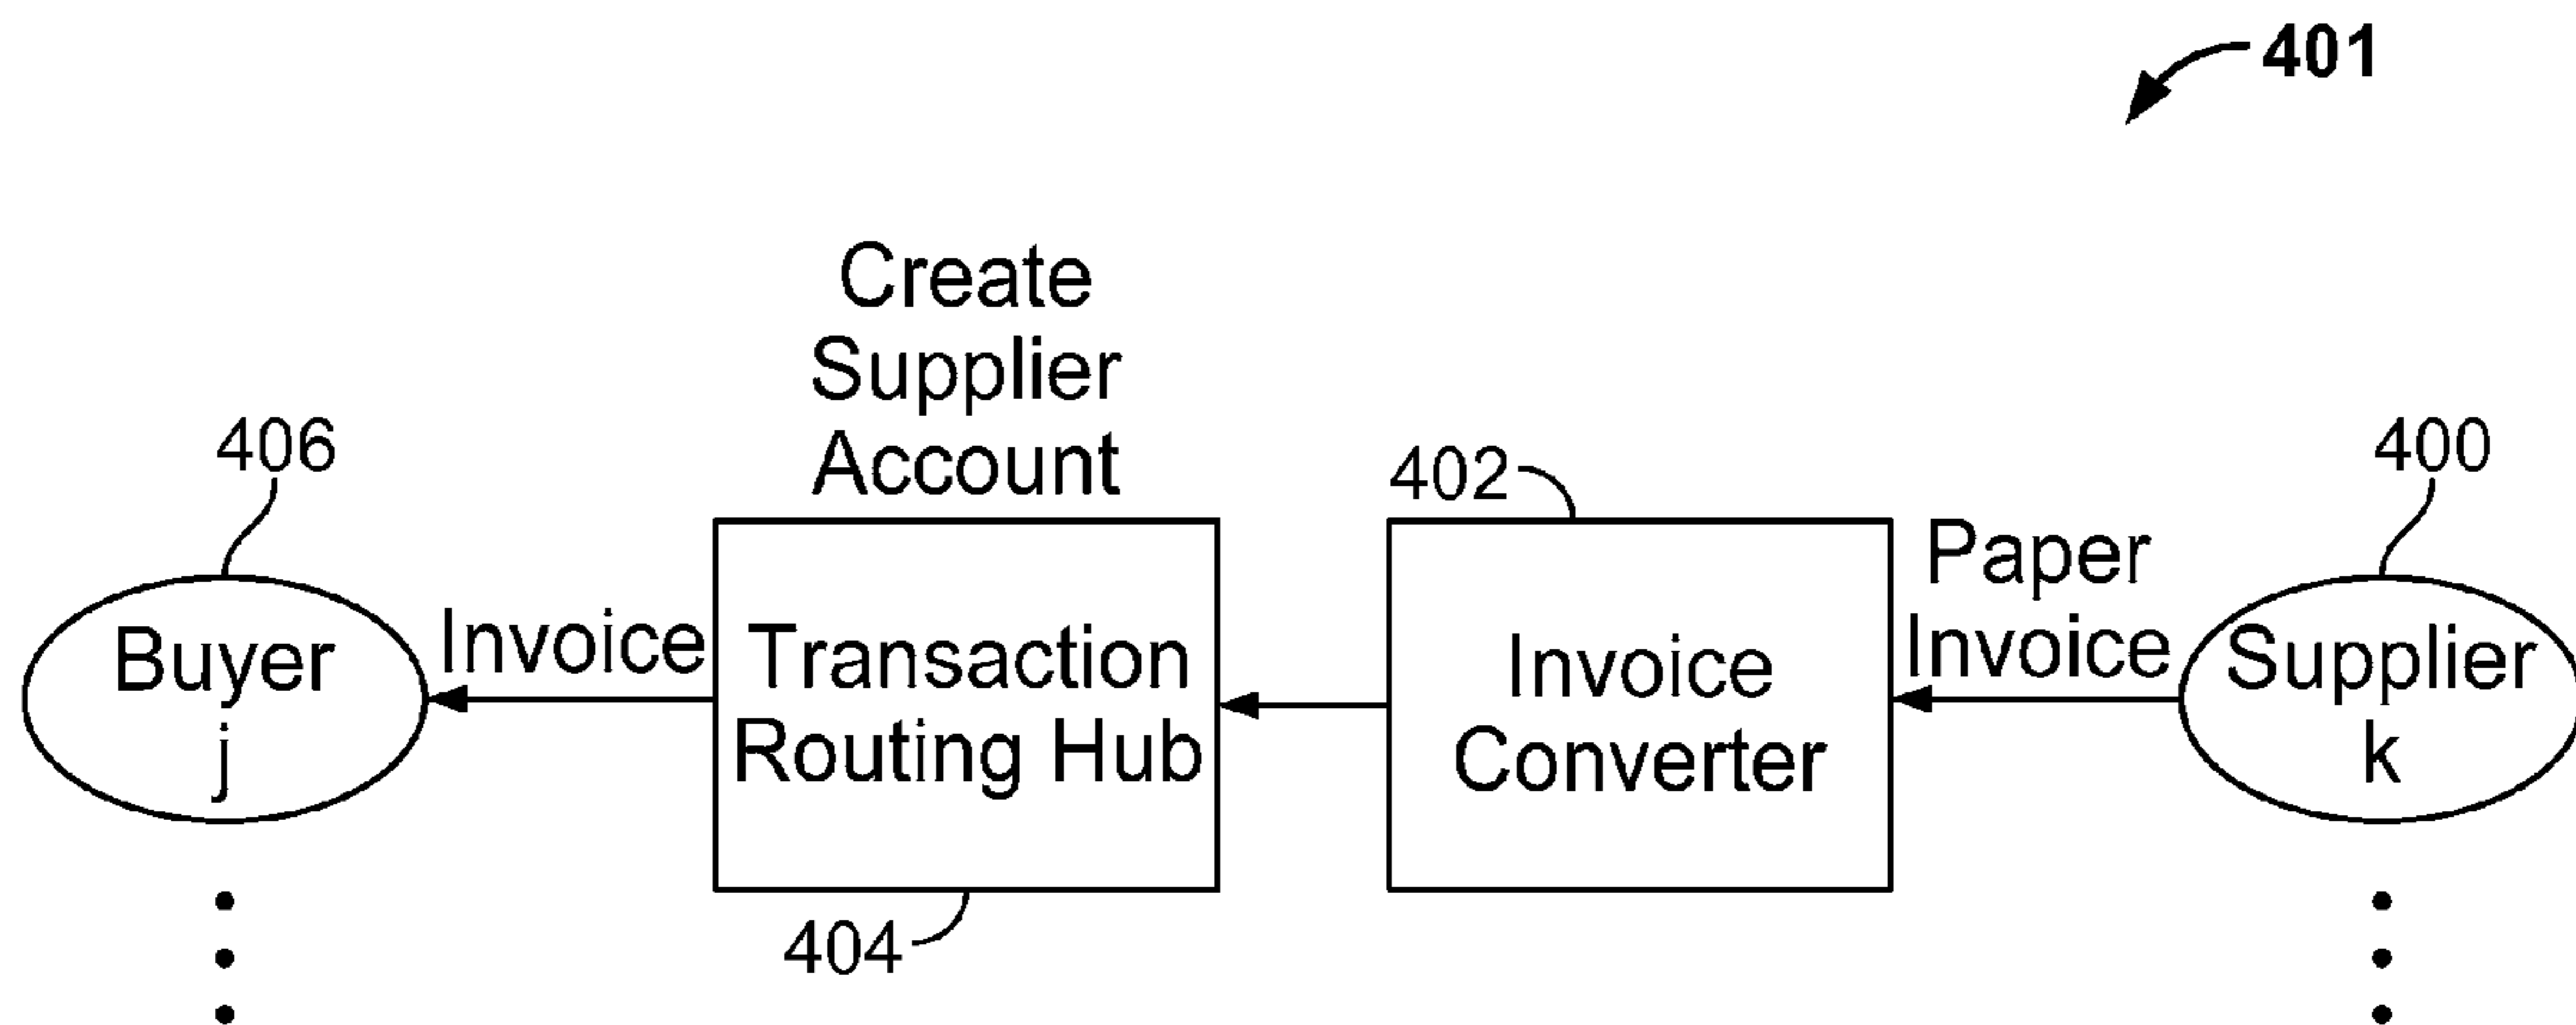 401
Create
Supplier
Account
406
402
400
Buyer
j
Invoice
Transaction
Routing Hub
Invoice
Converter
Paper
Invoice
Supplier
k
404